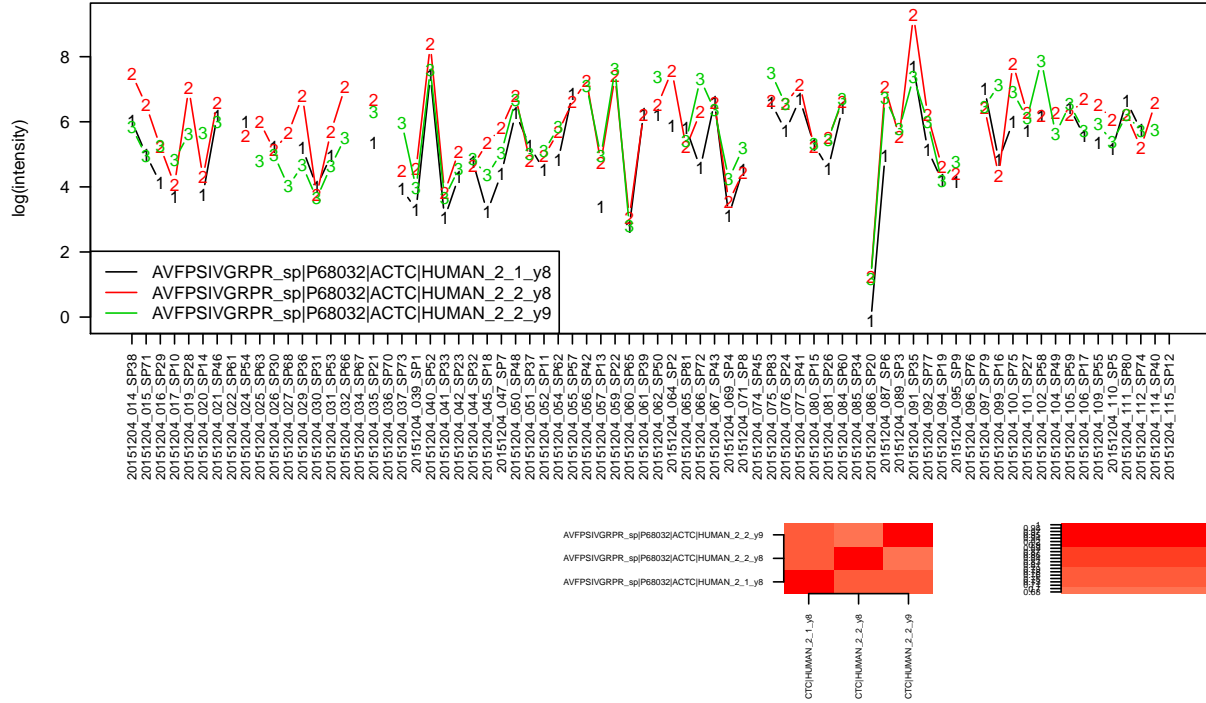 log(intensity)
8
6
4
2
0
AVFPSIVGRPR_sp|P68032|ACTC|HUMAN_2_1_y8
AVFPSIVGRPR_sp|P68032|ACTC|HUMAN_2_2_y8
AVFPSIVGRPR_sp|P68032|ACTC|HUMAN_2_2_y9
20151204_014_SP38
20151204_015_SP71
20151204_016_SP29
20151204_017_SP10
20151204_019_SP28
20151204_020_SP14
20151204_021_SP46
20151204_022_SP61
20151204_024_SP54
20151204_025_SP63
20151204_026_SP30
20151204_027_SP68
20151204_029_SP36
20151204_030_SP31
20151204_031_SP53
20151204_032_SP66
20151204_034_SP67
20151204_035_SP21
20151204_036_SP70
20151204_037_SP73
20151204_039_SP1
20151204_040_SP52
20151204_041_SP33
20151204_042_SP23
20151204_044_SP32
20151204_045_SP18
20151204_047_SP7
20151204_050_SP48
20151204_051_SP51
20151204_052_SP11
20151204_054_SP62
20151204_055_SP57
20151204_056_SP42
20151204_057_SP13
20151204_059_SP22
20151204_060_SP65
20151204_061_SP39
20151204_062_SP50
20151204_064_SP2
20151204_065_SP81
20151204_066_SP72
20151204_067_SP43
20151204_069_SP4
20151204_071_SP8
20151204_074_SP45
20151204_075_SP83
20151204_076_SP24
20151204_077_SP41
20151204_080_SP15
20151204_081_SP26
20151204_084_SP60
20151204_085_SP34
20151204_086_SP20
20151204_087_SP6
20151204_089_SP3
20151204_091_SP35
20151204_092_SP77
20151204_094_SP19
20151204_095_SP9
20151204_096_SP76
20151204_097_SP79
20151204_099_SP16
20151204_100_SP75
20151204_101_SP27
20151204_102_SP58
20151204_104_SP49
20151204_105_SP59
20151204_106_SP17
20151204_109_SP55
20151204_110_SP5
20151204_111_SP80
20151204_112_SP74
20151204_114_SP40
20151204_115_SP12
AVFPSIVGRPR_sp|P68032|ACTC|HUMAN_2_2_y9
AVFPSIVGRPR_sp|P68032|ACTC|HUMAN_2_2_y8
AVFPSIVGRPR_sp|P68032|ACTC|HUMAN_2_1_y8
CTC|HUMAN_2_1_y8
CTC|HUMAN_2_2_y8
CTC|HUMAN_2_2_y9
1
0.68